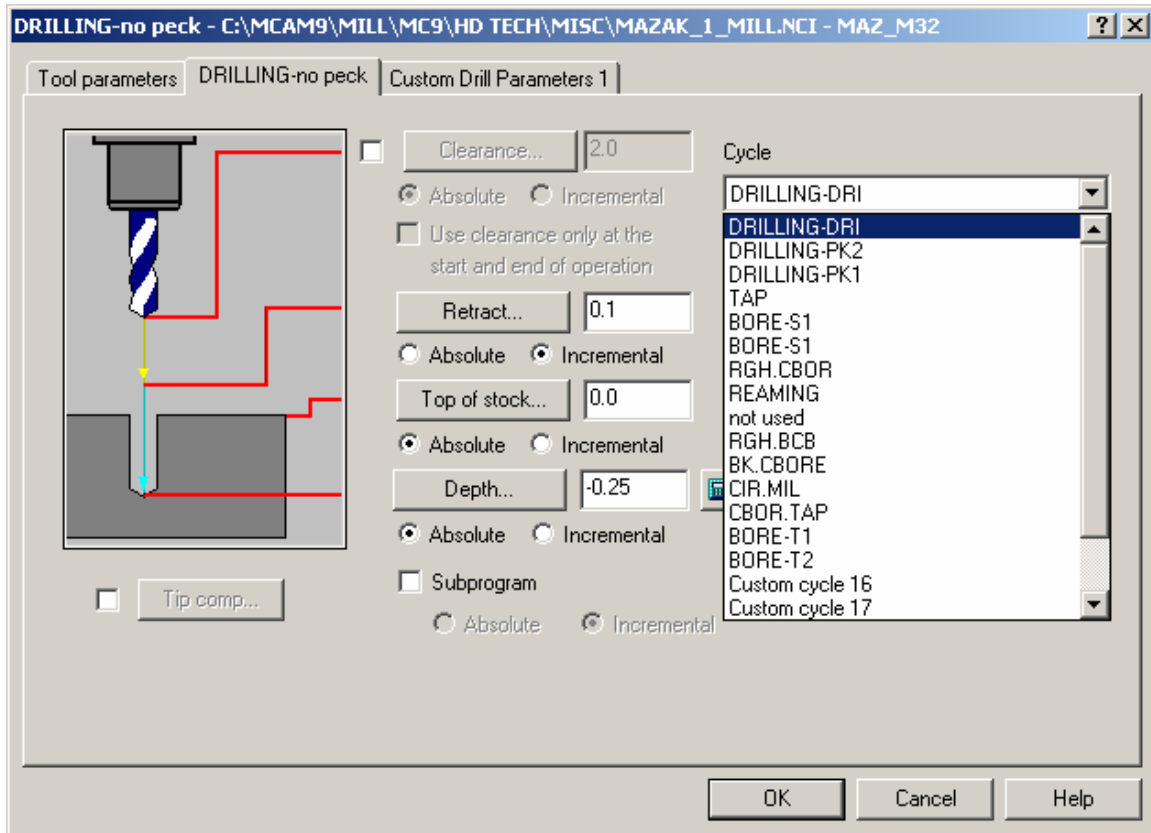 DRILLING-no peck - C:\MCAM9\MILL\MC9\HD TECH\MISC\MAZAK_1_MILL.NCI - MAZ_M32
Tool parameters DRILLING-no peck Custom Drill Parameters 1
Clearance... 2.0
Absolute Incremental
Use clearance only at the
start and end of operation
Retract... 0.1
Absolute Incremental
Top of stock... 0.0
Absolute Incremental
Depth... -0.25
Absolute Incremental
Subprogram
Absolute Incremental
Tip comp...
Cycle
DRILLING-DRI
DRILLING-DRI
DRILLING-PK2
DRILLING-PK1
TAP
BORE-S1
BORE-S1
RGH.CBOR
REAMING
not used
RGH.BCB
BK.CBORE
CIR.MIL
CBOR.TAP
BORE-T1
BORE-T2
Custom cycle 16
Custom cycle 17
OK Cancel Help